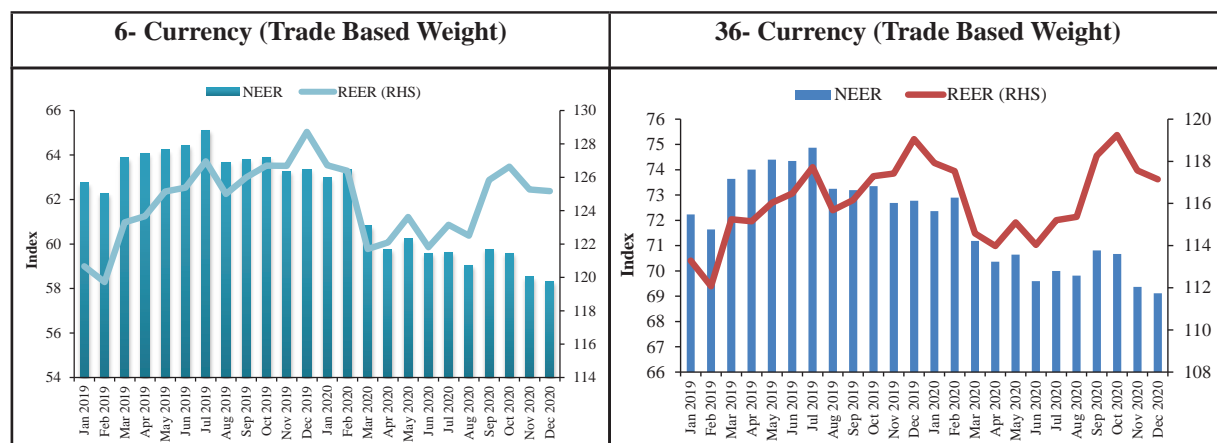 6- Currency (Trade Based Weight)
36- Currency (Trade Based Weight)
NEER
REER (RHS)
66
64
62
60
58
56
54
Index
130
128
126
124
122
120
118
116
114
Jan 2019
Feb 2019
Mar 2019
Apr 2019
May 2019
Jun 2019
Jul 2019
Aug 2019
Sep 2019
Oct 2019
Nov 2019
Dec 2019
Jan 2020
Feb 2020
Mar 2020
Apr 2020
May 2020
Jun 2020
Jul 2020
Aug 2020
Sep 2020
Oct 2020
Nov 2020
Dec 2020
NEER
REER (RHS)
76
75
74
73
72
71
70
69
68
67
66
Index
120
118
116
114
112
110
108
Jan 2019
Feb 2019
Mar 2019
Apr 2019
May 2019
Jun 2019
Jul 2019
Aug 2019
Sep 2019
Oct 2019
Nov 2019
Dec 2019
Jan 2020
Feb 2020
Mar 2020
Apr 2020
May 2020
Jun 2020
Jul 2020
Aug 2020
Sep 2020
Oct 2020
Nov 2020
Dec 2020